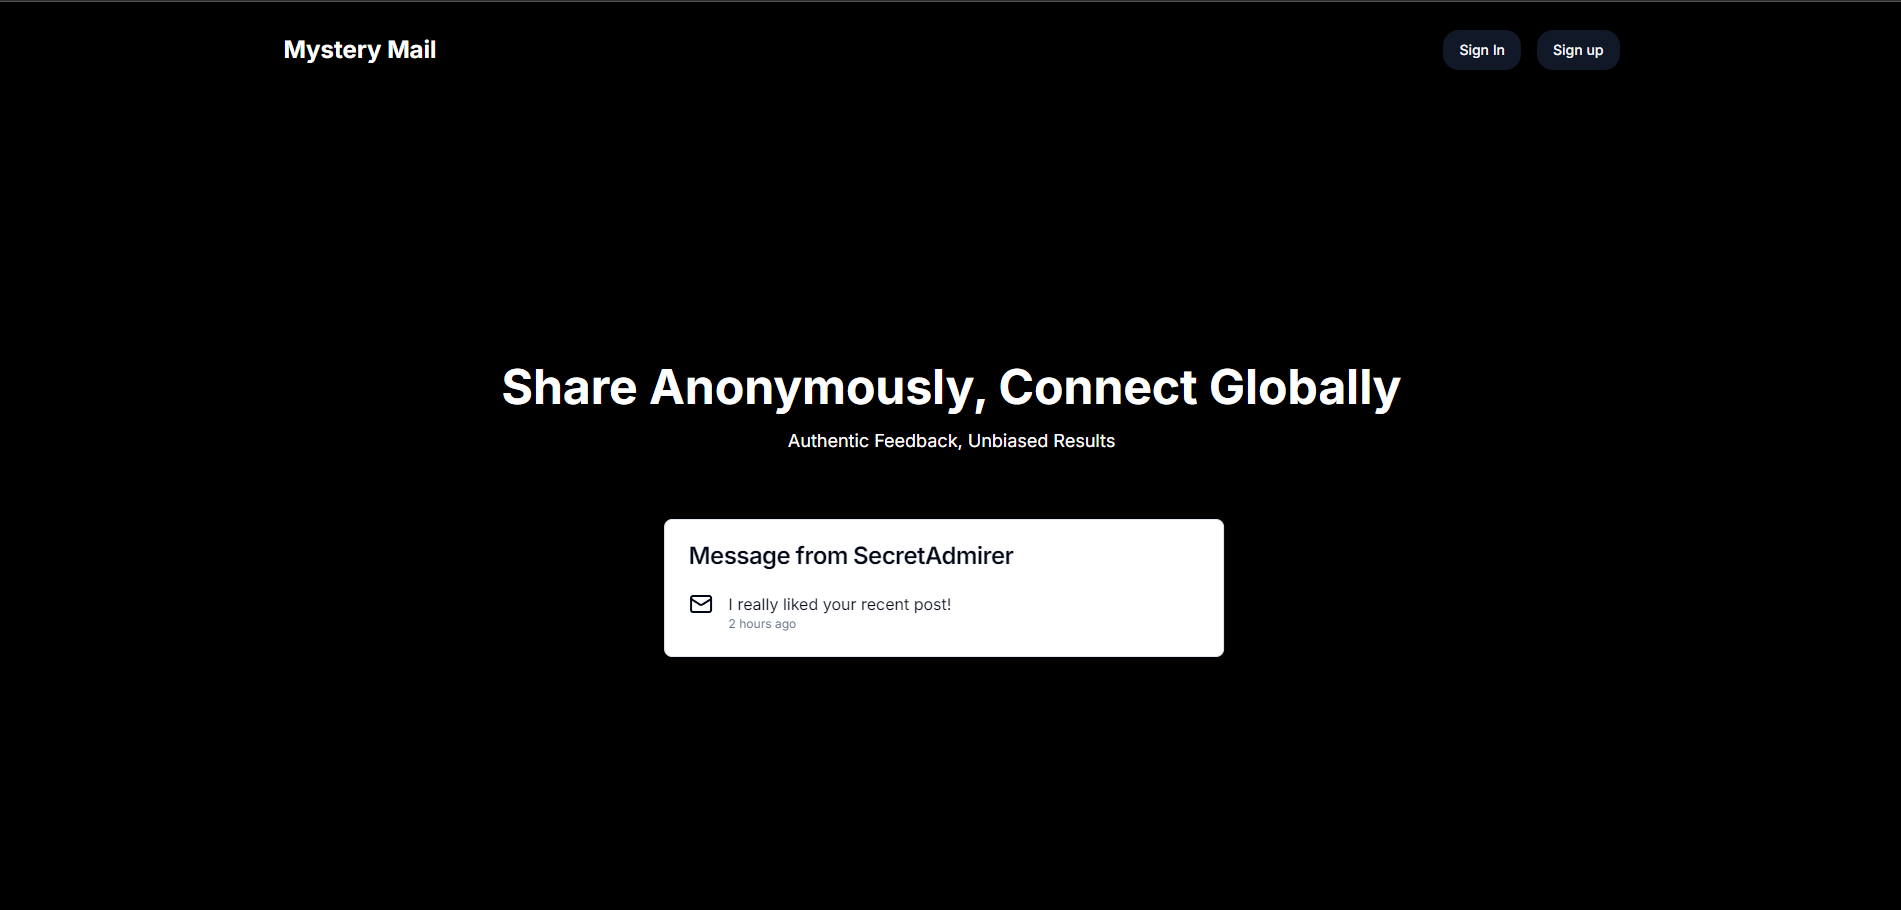 Mystery Mail
Sign In
Sign up
Share Anonymously, Connect Globally
Authentic Feedback, Unbiased Results
Message from SecretAdmirer
I really liked your recent post!
2 hours ago